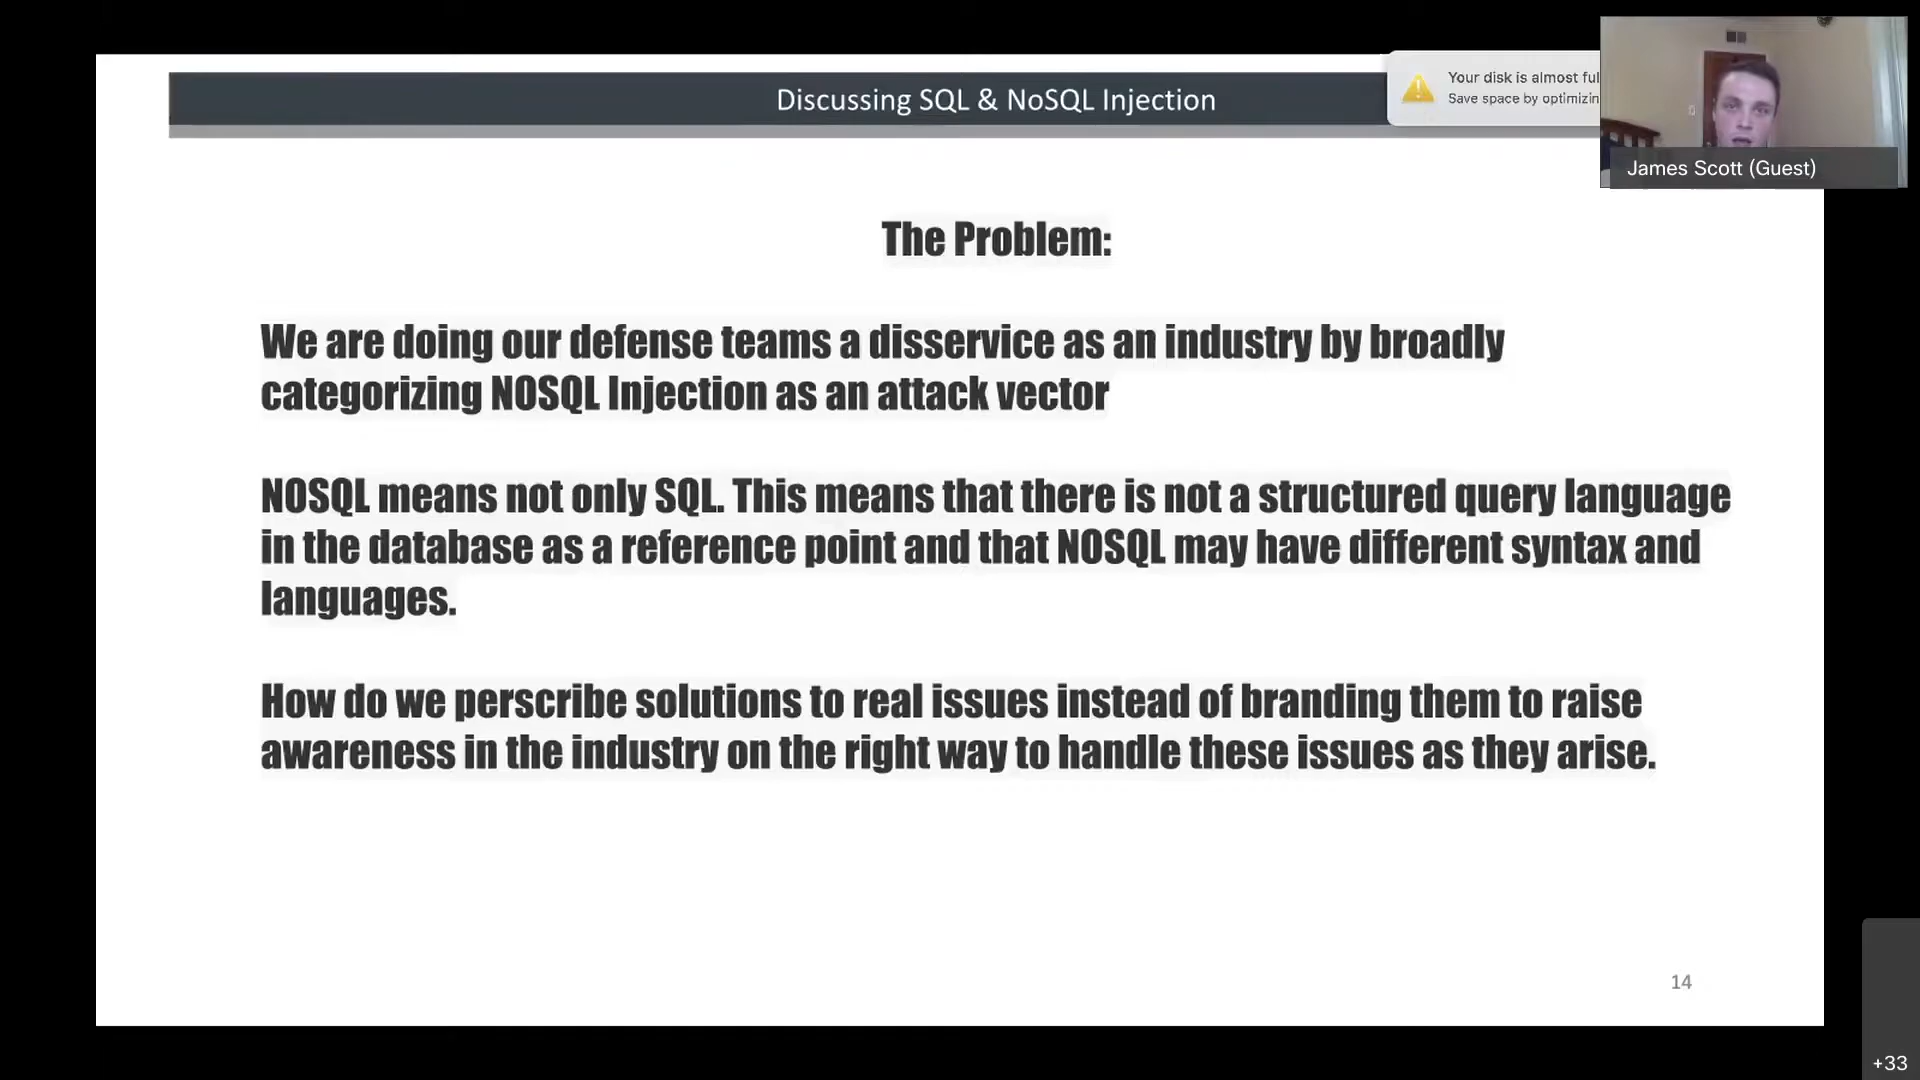 Discussing SQL & NoSQL Injection
Your disk is almost ful
Save space by optimizin
James Scott (Guest)
The Problem:
We are doing our defense teams a disservice as an industry by broadly
categorizing NOSQL Injection as an attack vector
NOSQL means not only SQL. This means that there is not a structured query language
in the database as a reference point and that NOSQL may have different syntax and
languages.
How do we perscribe solutions to real issues instead of branding them to raise
awareness in the industry on the right way to handle these issues as they arise.
14
+33